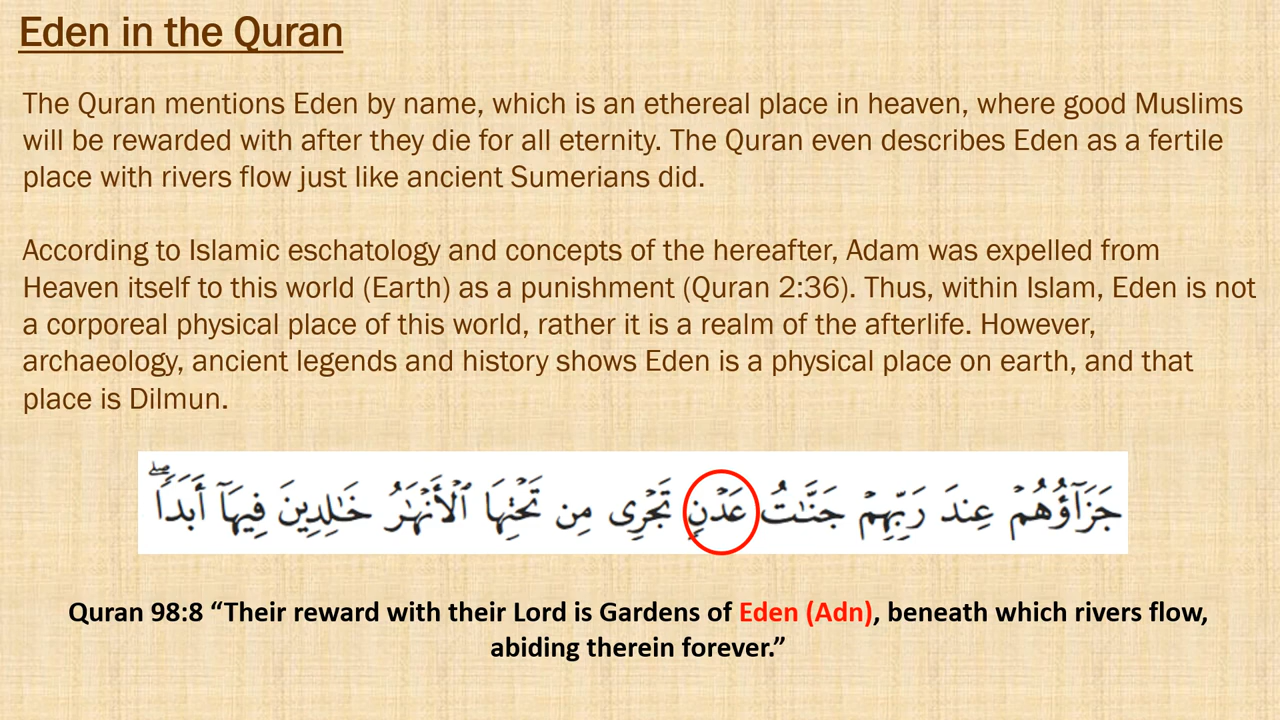 Eden in the Quran
The Quran mentions Eden by name, which is an ethereal place in heaven, where good Muslims
will be rewarded with after they die for all eternity. The Quran even describes Eden as a fertile
place with rivers flow just like ancient Sumerians did.
According to Islamic eschatology and concepts of the hereafter, Adam was expelled from
Heaven itself to this world (Earth) as a punishment (Quran 2:36). Thus, within Islam, Eden is not
a corporeal physical place of this world, rather it is a realm of the afterlife. However,
archaeology, ancient legends and history shows Eden is a physical place on earth, and that
place is Dilmun.
جَزَآؤُهُمْ عِندَ رَبِّهِمْ جَنَّـٰتُ عَدْنٍ تَجْرِى مِن تَحْتِهَا ٱلْأَنْهَـٰرُ خَـٰلِدِينَ فِيهَآ أَبَدًا ۖ
Quran 98:8 “Their reward with their Lord is Gardens of Eden (Adn), beneath which rivers flow,
abiding therein forever.”